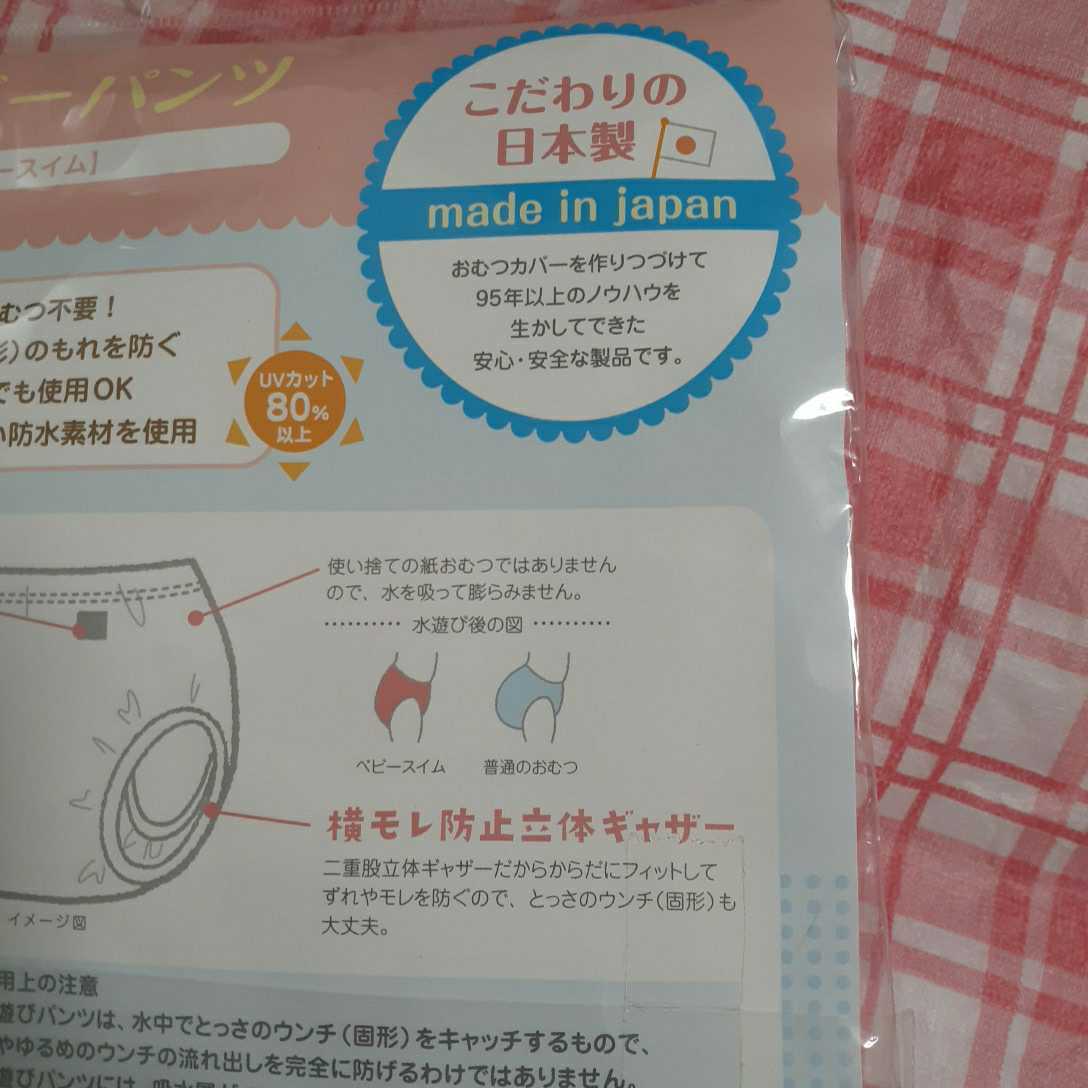 ーパンツ
ースイム】
こだわりの
日本製
made in japan
おむつカバーを作りつづけて
95年以上のノウハウを
生かしてできた
安心・安全な製品です。
むつ不要！
)のもれを防ぐ
でも使用OK
い防水素材を使用
UVカット
80%
以上
使い捨ての紙おむつではありません
ので、水を吸って膨らみません。
水遊び後の図
ベビースイム 普通のおむつ
横モレ防止立体ギャザー
二重股立体ギャザーだからからだにフィットして
ずれやモレを防ぐので、とっさのウンチ(固形)も
大丈夫。
イメージ図
用上の注意
遊びパンツは、水中でとっさのウンチ(固形)をキャッチするもので、
やゆるめのウンチの流れ出しを完全に防げるわけではありません。
遊びパンツには、吸水